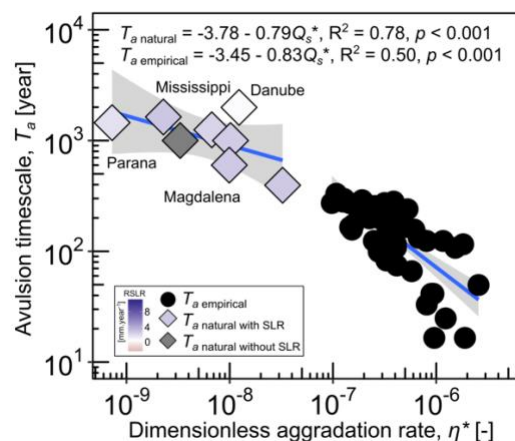 T_a natural = -3.78 - 0.79Q_s*, R² = 0.78, p < 0.001
T_a empirical = -3.45 - 0.83Q_s*, R² = 0.50, p < 0.001
Avulsion timescale, T_a [year]
10⁴
10³
10²
10¹
Mississippi
Danube
Parana
Magdalena
RSLR
[mm.year⁻¹]
8
4
0
T_a empirical
T_a natural with SLR
T_a natural without SLR
10⁻⁹
10⁻⁸
10⁻⁷
10⁻⁶
Dimensionless aggradation rate, η* [-]